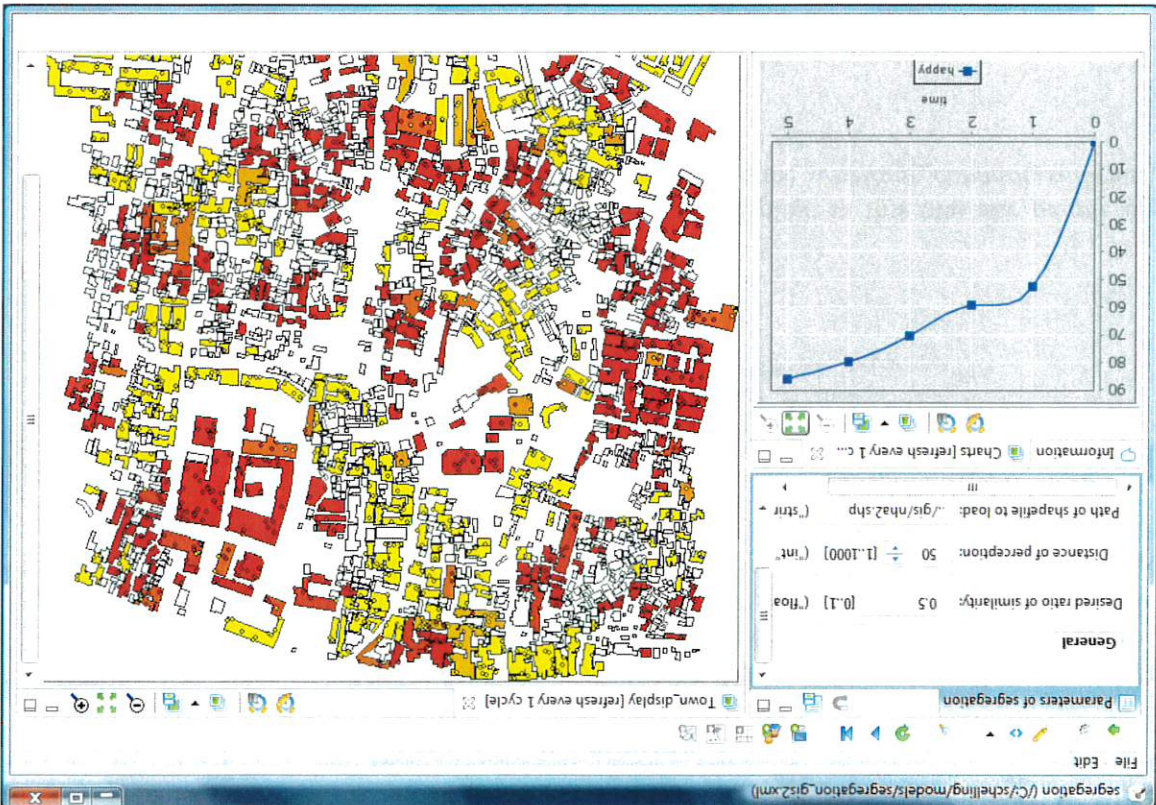 segregation (/C:/schelling/models/segregation_gis2.xml)
File Edit
Parameters of segregation
General
Desired ratio of similarity: 0.5 [0..1] ("floa
Distance of perception: 50 [1..1000] ("int"
Path of shapefile to load: ../gis/nha2.shp ("strir
Information Charts [refresh every 1 c...
90
80
70
60
50
40
30
20
10
0
0 1 2 3 4 5
time
happy
Town_display [refresh every 1 cycle]